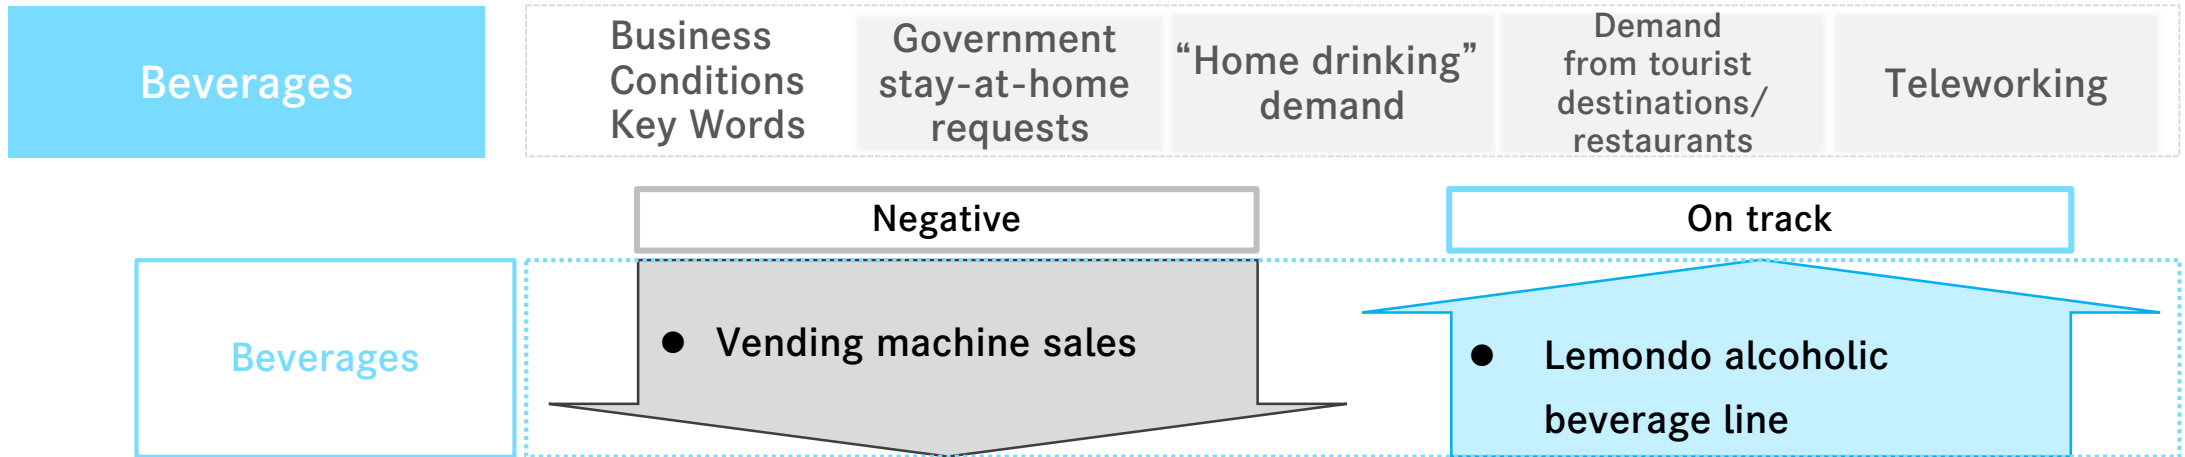 Beverages
Business
Conditions
Key Words
Government
stay-at-home
requests
“Home drinking”
demand
Demand
from tourist
destinations/
restaurants
Teleworking
Negative
On track
Beverages
● Vending machine sales
● Lemondo alcoholic
beverage line